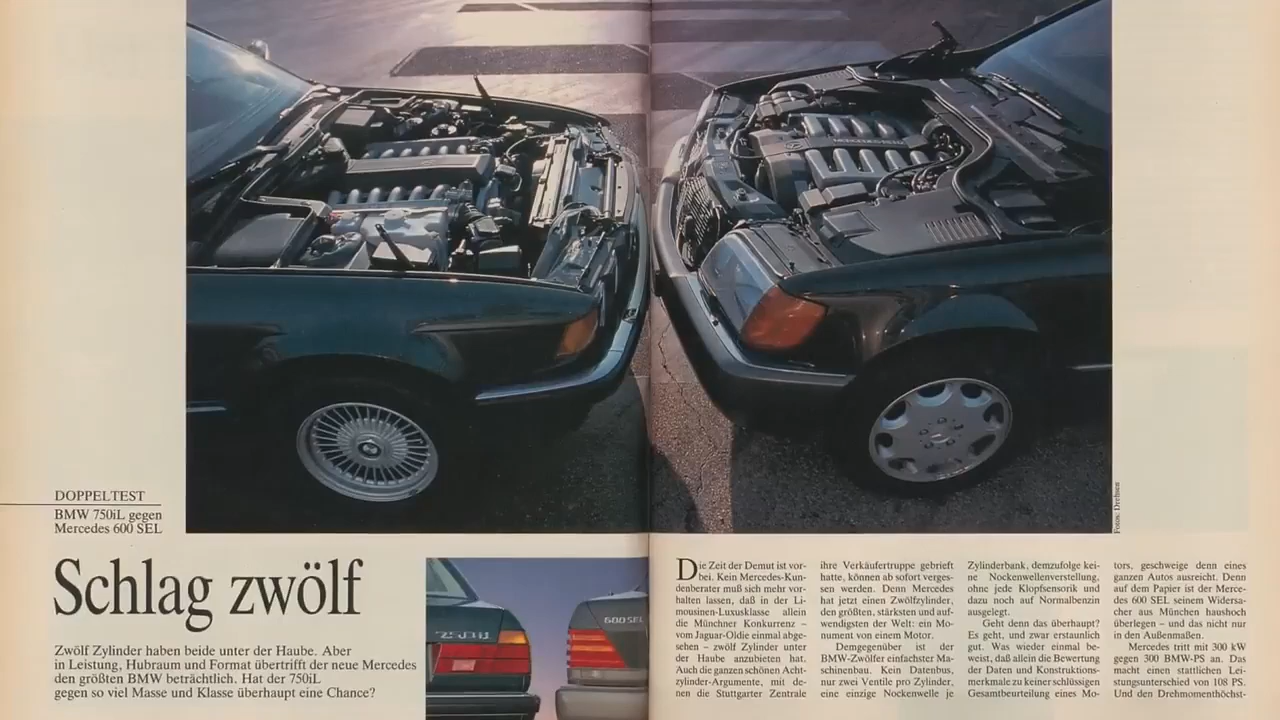 DOPPELTEST
BMW 750iL gegen
Mercedes 600 SEL
Fotos: Drehsen
Schlag zwölf
Zwölf Zylinder haben beide unter der Haube. Aber
in Leistung, Hubraum und Format übertrifft der neue Mercedes
den größten BMW beträchtlich. Hat der 750iL
gegen so viel Masse und Klasse überhaupt eine Chance?
600 SEL
Die Zeit der Demut ist vor-
bei. Kein Mercedes-Kun-
denberater muß sich mehr vor-
halten lassen, daß in der Li-
mousinen-Luxusklasse allein
die Münchner Konkurrenz –
vom Jaguar-Oldie einmal abge-
sehen – zwölf Zylinder unter
der Haube anzubieten hat.
Auch die ganzen schönen Acht-
zylinder-Argumente, mit de-
nen die Stuttgarter Zentrale
ihre Verkäufertruppe gebrieft
hatte, können ab sofort verges-
sen werden. Denn Mercedes
hat jetzt einen Zwölfzylinder,
den größten, stärksten und auf-
wendigsten der Welt: ein Mo-
nument von einem Motor.
Demgegenüber ist der
BMW-Zwölfer einfachster Ma-
schinenbau. Kein Datenbus,
nur zwei Ventile pro Zylinder,
eine einzige Nockenwelle je
Zylinderbank, demzufolge kei-
ne Nockenwellenverstellung,
ohne jede Klopfsensorik und
dazu noch auf Normalbenzin
ausgelegt.
Geht denn das überhaupt?
Es geht, und zwar erstaunlich
gut. Was wieder einmal be-
weist, daß allein die Bewertung
der Daten und Konstruktions-
merkmale zu keiner schlüssigen
Gesamtbeurteilung eines Mo-
tors, geschweige denn eines
ganzen Autos ausreicht. Denn
auf dem Papier ist der Merce-
des 600 SEL seinem Widersa-
cher aus München haushoch
überlegen – und das nicht nur
in den Außenmaßen.
Mercedes tritt mit 300 kW
gegen 300 BMW-PS an. Das
macht einen stattlichen Lei-
stungsunterschied von 108 PS.
Und den Drehmomenthöchst-